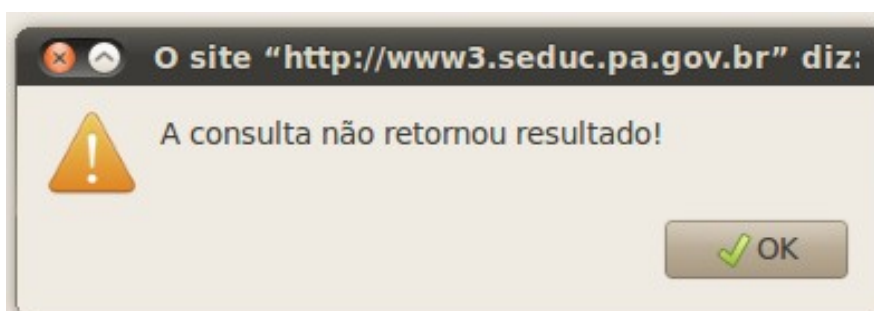 O site “http://www3.seduc.pa.gov.br” diz:
A consulta não retornou resultado!
OK